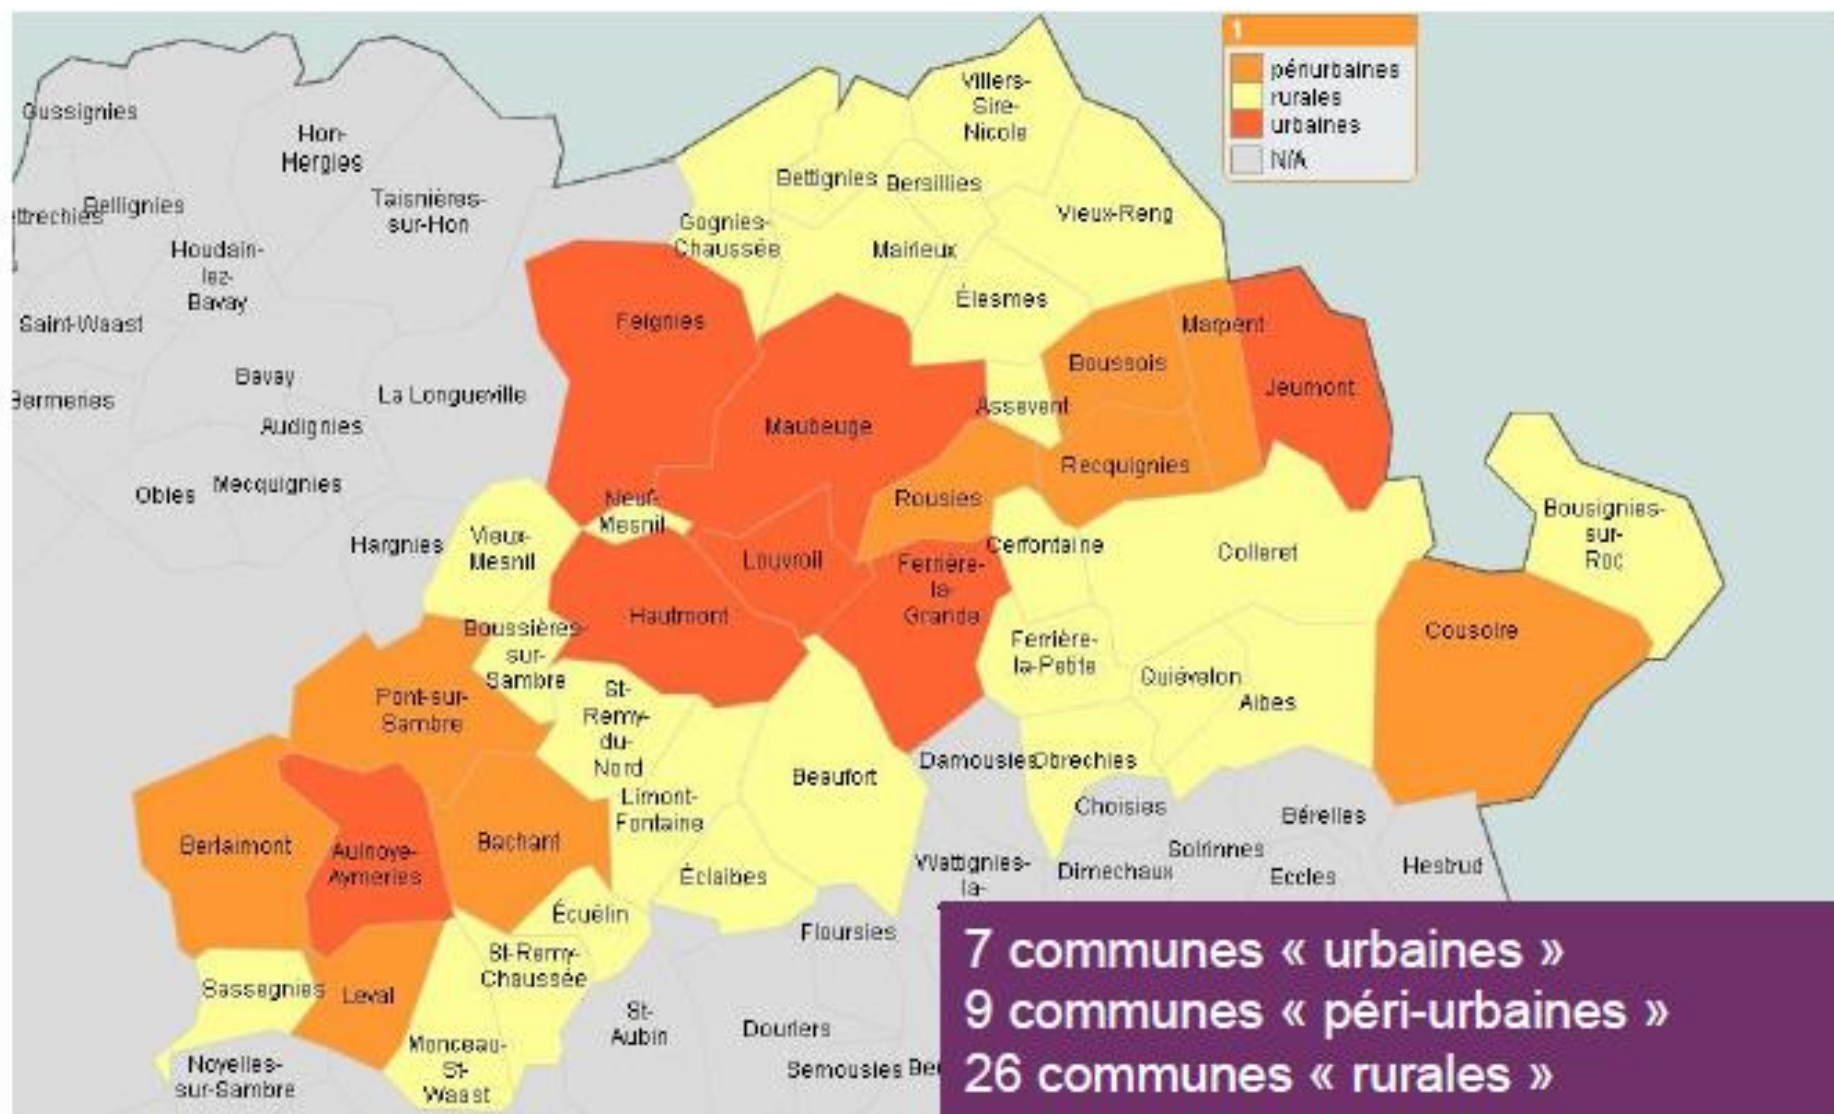 1
périurbaines
rurales
urbaines
N/A
Gussignies
Hon-
Hergies
Bellignies
Taisnières-
sur-Hon
Houdain-
lez-
Bavay
Saint-Waast
Bavay
La Longueville
Audignies
Obies
Mecquignies
Hargnies
Villers-
Sire-
Nicole
Bettignies
Bersillies
Vieux-Reng
Gognies-
Chaussée
Mairieux
Élesmes
Feignies
Marpent
Boussois
Jeumont
Assevent
Maubeuge
Recquignies
Rousies
Neuf-
Mesnil
Vieux-
Mesnil
Cerfontaine
Colleret
Bousignies-
sur-
Roc
Louvroil
Ferrière-
la-
Grande
Hautmont
Boussières-
sur-
Sambre
Ferrière-
la-Petite
Cousolre
Quiévelon
Aibes
Pont-sur-
Sambre
St-
Remy-
du-
Nord
Damousies
Obrechies
Beaufort
Limont-
Fontaine
Choisies
Bérelles
Berlaimont
Aulnoye-
Aymeries
Bachant
Solrinnes
Éclaibes
Wattignies-
la-
Dimechaux
Eccles
Hestrud
Écuélin
Floursies
St-Remy-
Chaussée
Sassegnies
Leval
St-
Aubin
Dourlers
Monceau-
St-
Waast
Noyelles-
sur-Sambre
Semousies
7 communes « urbaines »
9 communes « péri-urbaines »
26 communes « rurales »